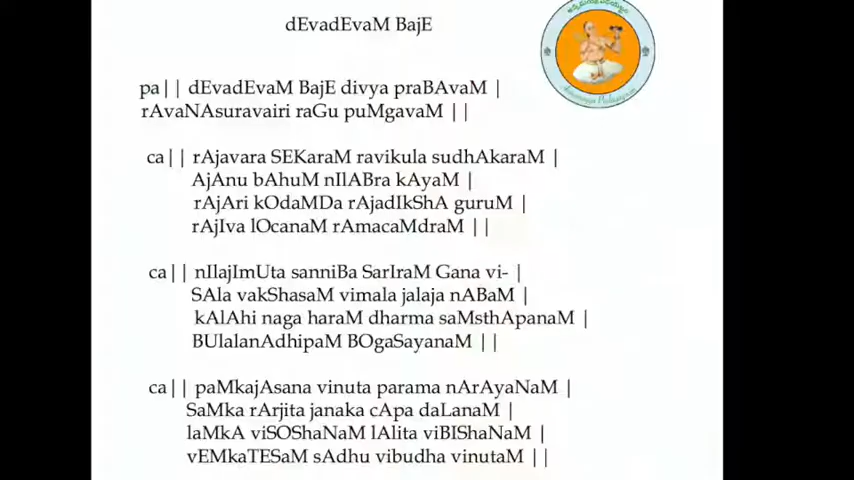 dEvadEvaM BajE
pa|| dEvadEvaM BajE divya praBAvaM |
rAvaNAsuravairi raGu puMgavaM ||
ca|| rAjavara SEKaraM ravikula sudhAkaraM |
AjAnu bAhuM nIlABra kAyaM |
rAjAri kOdaMDa rAjadIkShA guruM |
rAjIva lOcanaM rAmacaMdraM ||
ca|| nIlajImUta sanniBa SarIraM Gana vi- |
SAla vakShasaM vimala jalaja nABaM |
kAlAhi naga haraM dharma saMsthApanaM |
BUlalanAdhipaM BOgaSayanaM ||
ca|| paMkajAsana vinuta parama nArAyaNaM |
SaMka rArjita janaka cApa daLanaM |
laMkA viSOShaNaM lAlita viBIShaNaM |
vEMkaTESaM sAdhu vibudha vinutaM ||